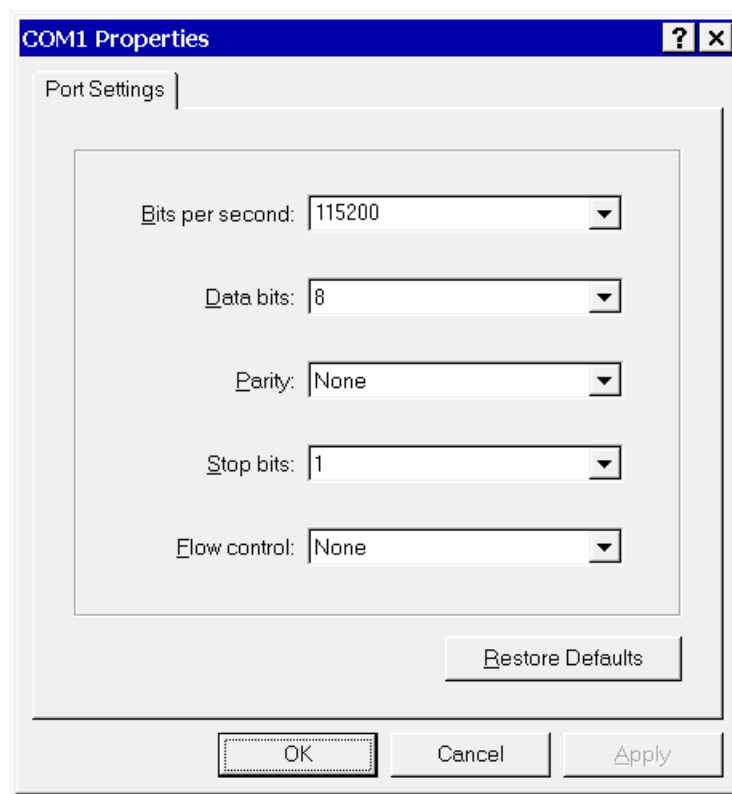 COM1 Properties
Port Settings
Bits per second: 115200
Data bits: 8
Parity: None
Stop bits: 1
Flow control: None
Restore Defaults
OK Cancel Apply